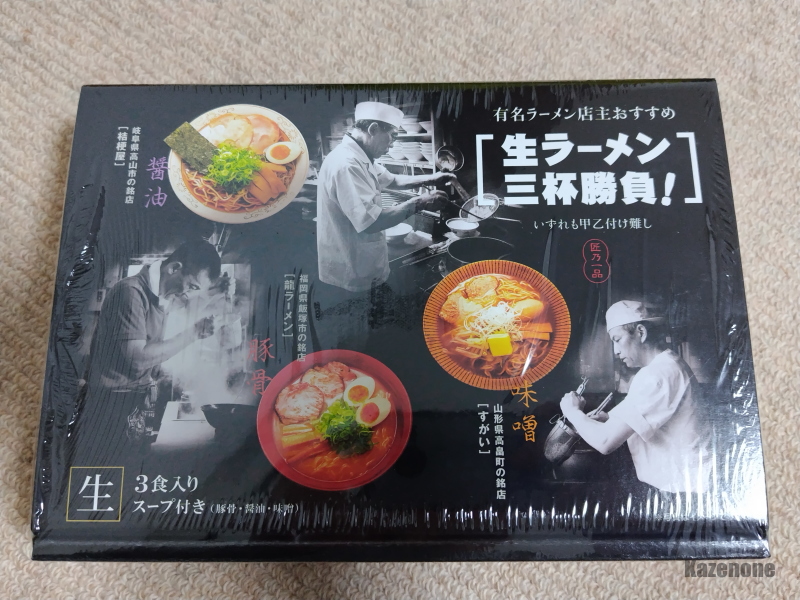 有名ラーメン店主おすすめ
生ラーメン
三杯勝負!
いずれも甲乙付け難し
匠乃一品
岐阜県高山市の銘店
[桔梗屋]
醤油
福岡県飯塚市の銘店
[龍ラーメン]
豚骨
味噌
山形県高畠町の銘店
[すがい]
生
3食入り
スープ付き(豚骨・醤油・味噌)
Kazenone